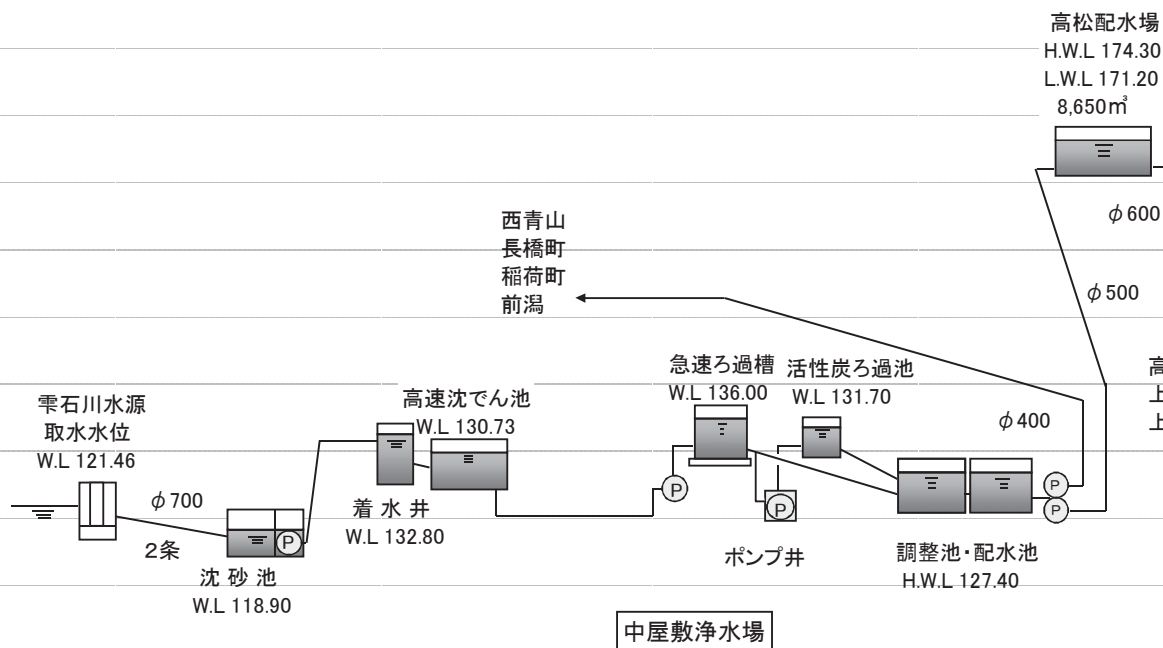 高松配水場
H.W.L 174.30
L.W.L 171.20
8,650㎥
φ600
西青山
長橋町
稲荷町
前潟
φ500
急速ろ過槽
W.L 136.00
活性炭ろ過池
W.L 131.70
高
上
上
雫石川水源
取水水位
W.L 121.46
高速沈でん池
W.L 130.73
φ400
φ700
2条
P
着水井
W.L 132.80
P
P
P
P
沈砂池
W.L 118.90
ポンプ井
調整池・配水池
H.W.L 127.40
中屋敷浄水場